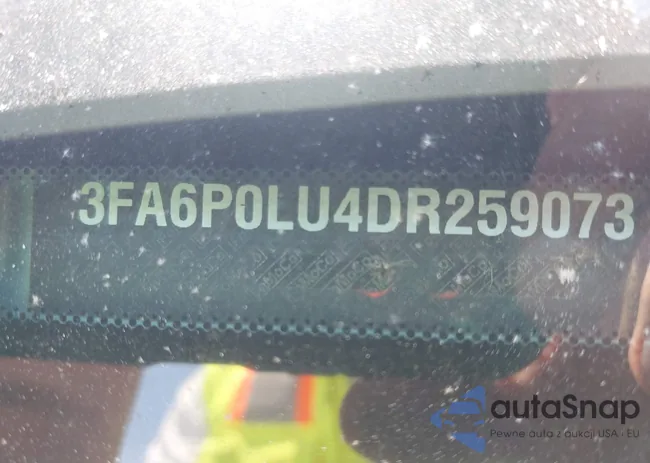 3FA6P0LU4DR259073
autaSnap
Pewne auta z aukcji USA - EU